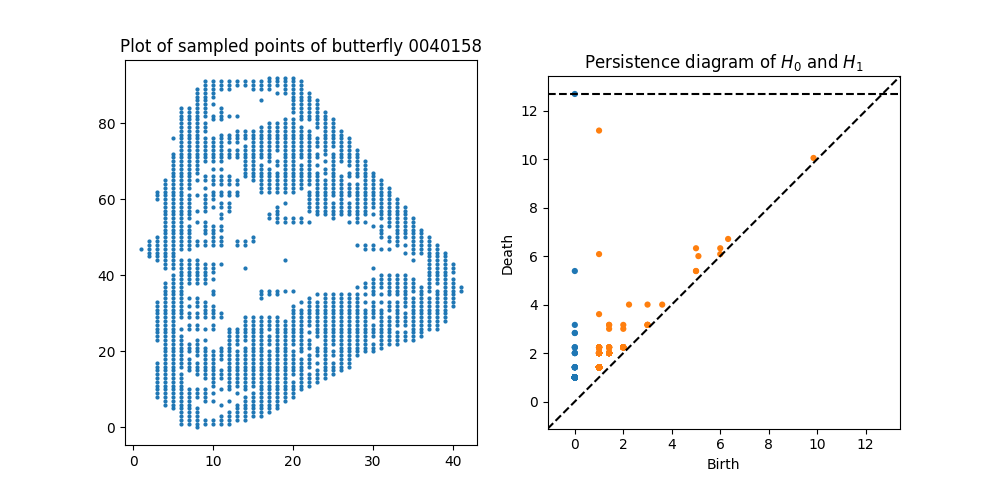 Plot of sampled points of butterfly 0040158
80
60
40
20
0
0 10 20 30 40
Persistence diagram of H₀ and H₁
Death
12
10
8
6
4
2
0
0 2 4 6 8 10 12
Birth